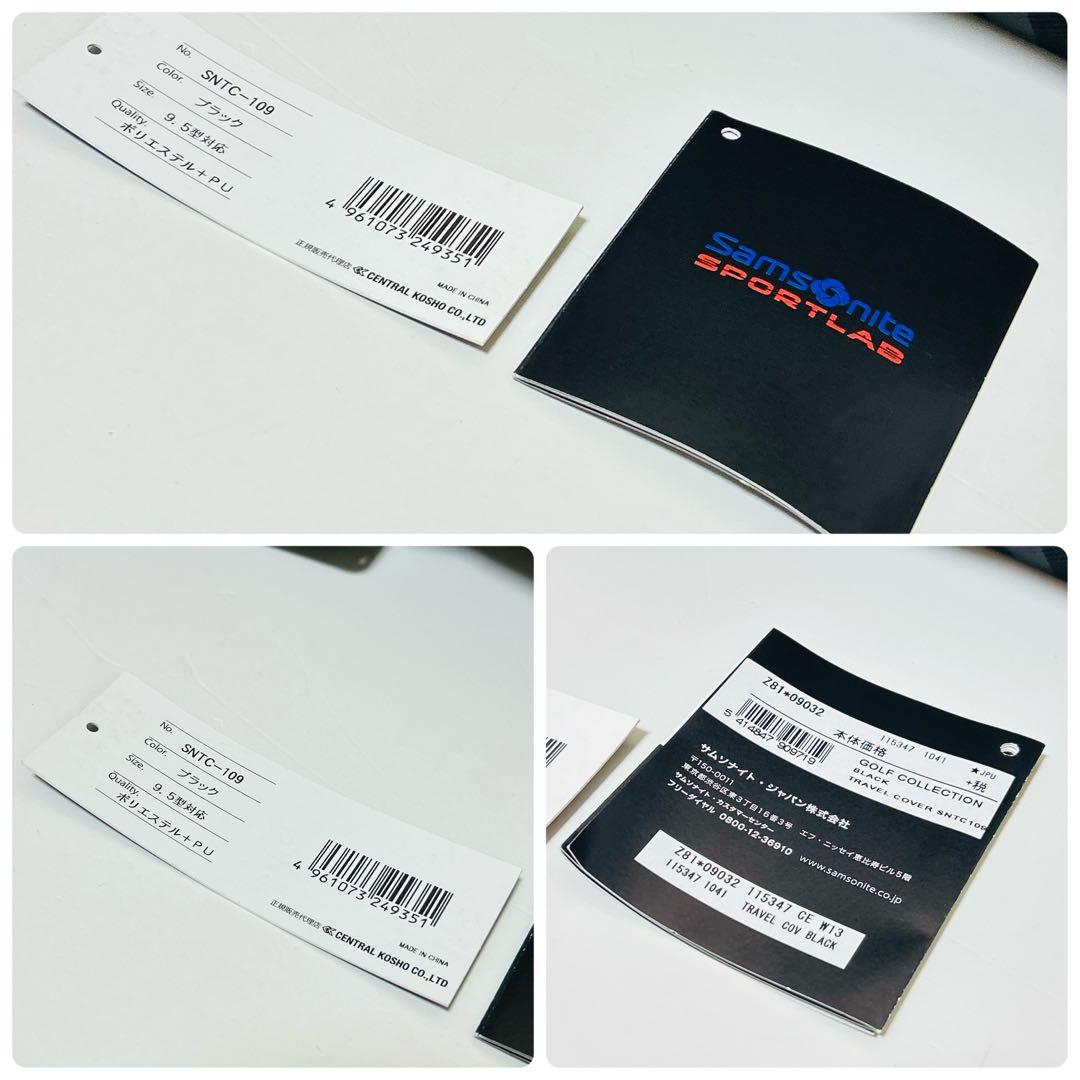 No. SNTC-109
Color. ブラック
Size. 9.5型対応
Quality. ポリエステル+PU
4 961073 249351
MADE IN CHINA
正規販売代理店 CENTRAL KOSHO CO.,LTD
Samsonite
SPORTLAB
No. SNTC-109
Color. ブラック
Size. 9.5型対応
Quality. ポリエステル+PU
4 961073 249351
MADE IN CHINA
正規販売代理店 CENTRAL KOSHO CO.,LTD
Z81*09032
115347 1041 ★JPU
5 414847 909719
本体価格 +税
GOLF COLLECTION
BLACK
TRAVEL COVER SNTC109
サムソナイト・ジャパン株式会社
〒150-0011
東京都渋谷区東3丁目16番3号 エフ・ニッセイ恵比寿ビル5階
サムソナイト・カスタマーセンター
フリーダイヤル 0800-12-36910 www.samsonite.co.jp
Z81*09032 115347 CE W13
115347 1041 TRAVEL COV BLACK